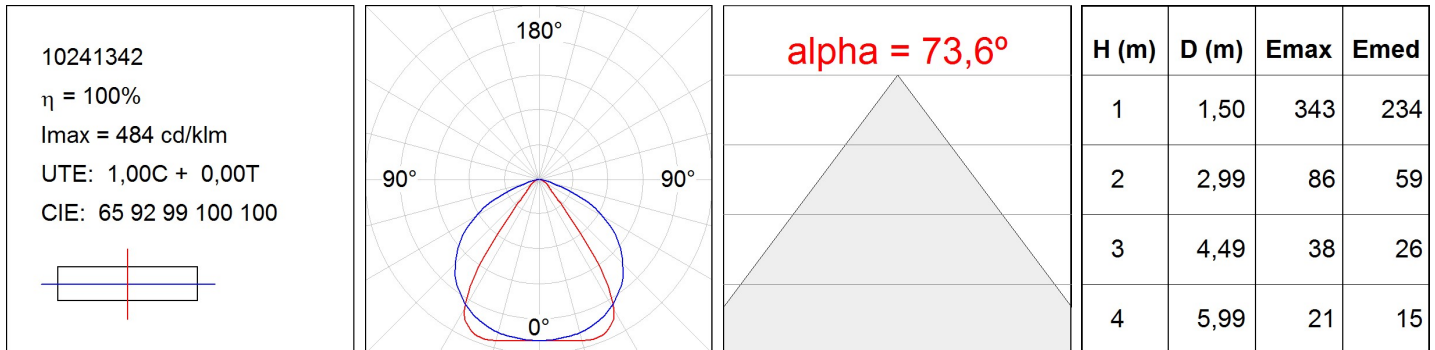 10241342
η = 100%
Imax = 484 cd/klm
UTE: 1,00C + 0,00T
CIE: 65 92 99 100 100
180°
90° 90°
0°
alpha = 73,6º
H (m) D (m) Emax Emed
1 1,50 343 234
2 2,99 86 59
3 4,49 38 26
4 5,99 21 15